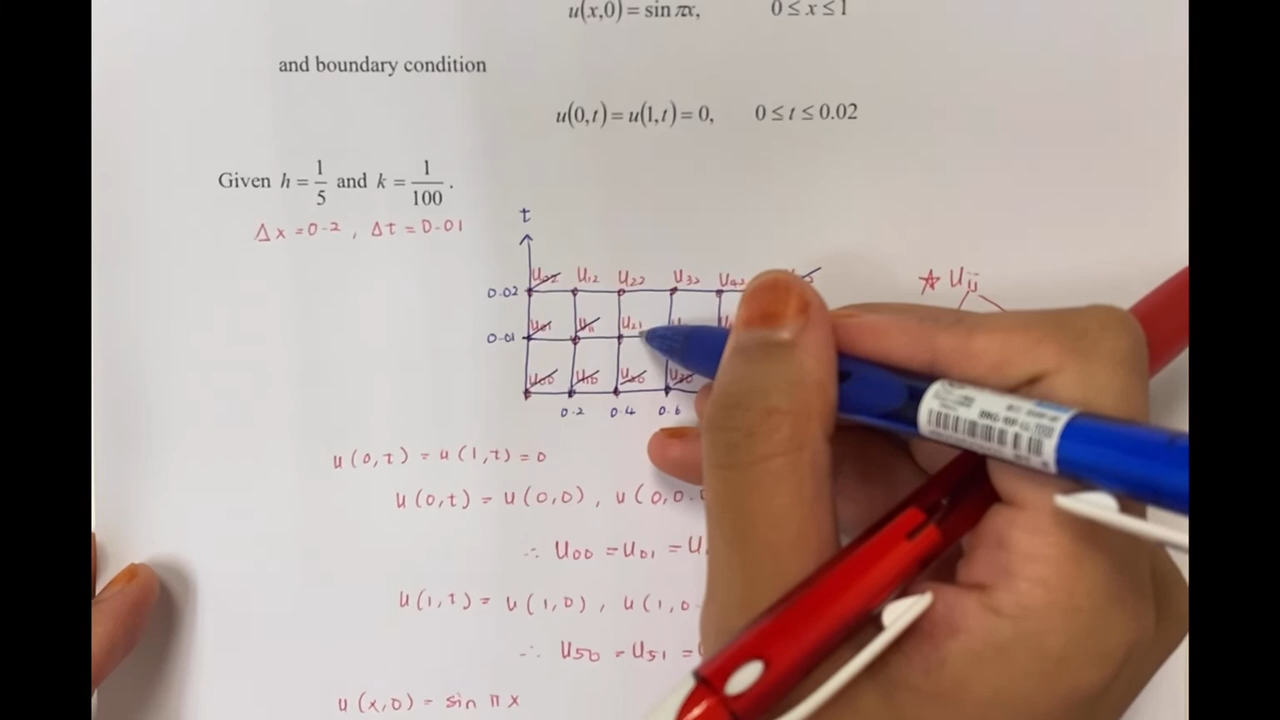 u(x,0) = sin πx, 0 ≤ x ≤ 1
and boundary condition
u(0,t) = u(1,t) = 0, 0 ≤ t ≤ 0.02
Given h = 1/5 and k = 1/100.
Δx = 0.2, Δt = 0.01
t
0.02 U02 U12 U22 U32 U42
☆ Uij
0.01 U01 U11 U21
U00 U10 U20 U30
0.2 0.4 0.6
u(0,t) = u(1,t) = 0
u(0,t) = u(0,0), u(0,0.
∴ U00 = U01 = U
u(1,t) = u(1,0), u(1,0
∴ U50 = U51 =
u(x,0) = sin πx